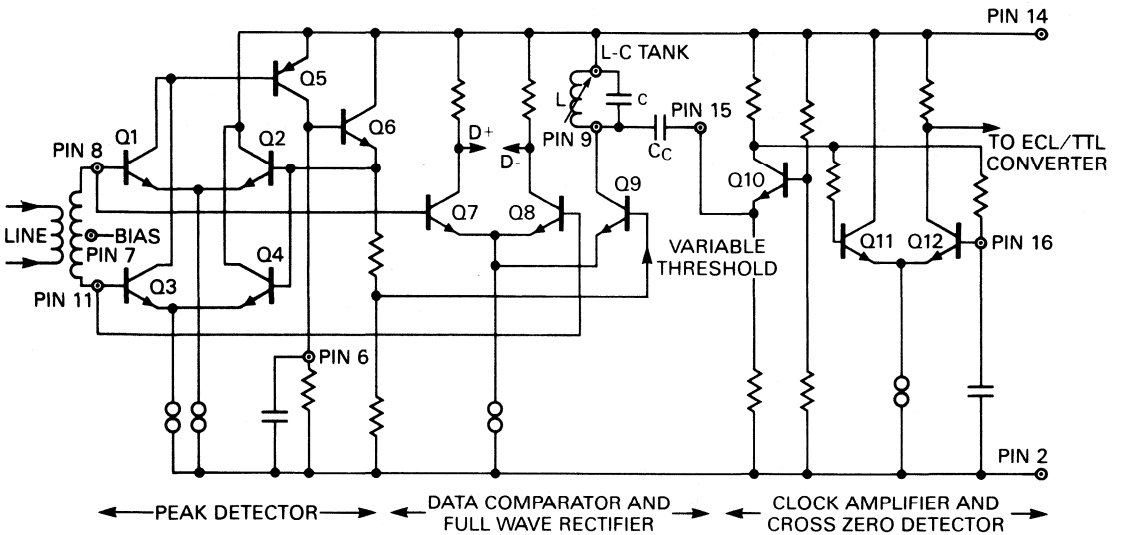 PIN 14
L-C TANK
Q5
L
C
PIN 15
Q1
Q2
Q6
D+
D-
PIN 9
CC
TO ECL/TTL
CONVERTER
PIN 8
Q10
Q9
Q7
Q8
Q11
Q12
LINE
BIAS
PIN 7
VARIABLE
THRESHOLD
PIN 16
Q3
Q4
PIN 11
PIN 6
PIN 2
PEAK DETECTOR
DATA COMPARATOR AND
FULL WAVE RECTIFIER
CLOCK AMPLIFIER AND
CROSS ZERO DETECTOR